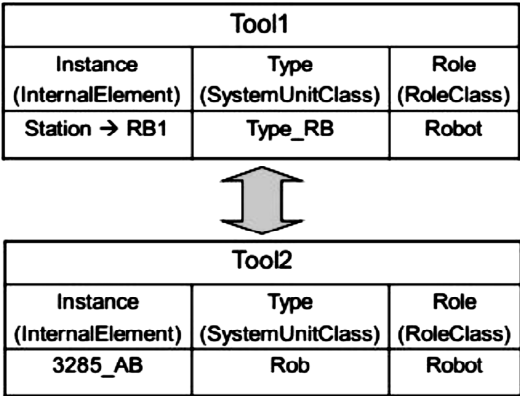 Tool1
Instance Type Role
(InternalElement) (SystemUnitClass) (RoleClass)
Station → RB1 Type_RB Robot
Tool2
Instance Type Role
(InternalElement) (SystemUnitClass) (RoleClass)
3285_AB Rob Robot